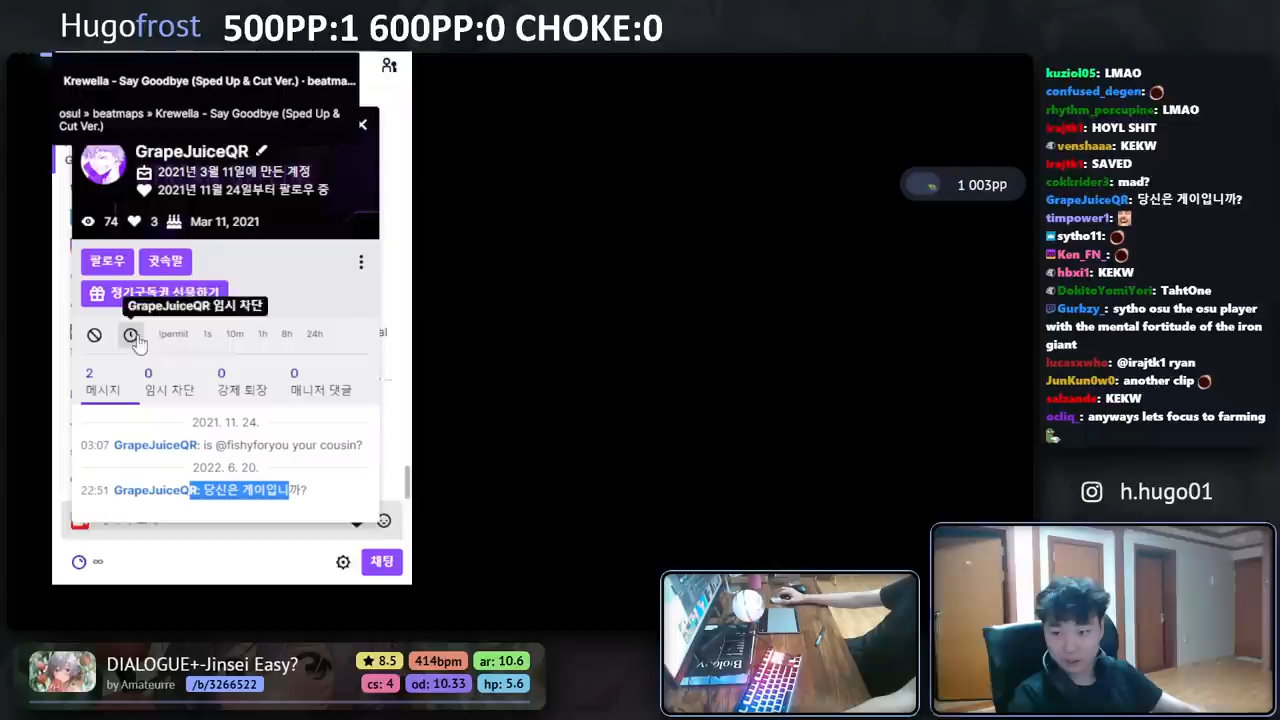 Hugofrost
500PP:1 600PP:0 CHOKE:0
Krewella - Say Goodbye (Sped Up & Cut Ver.) · beatma...
osu! » beatmaps » Krewella - Say Goodbye (Sped Up &
Cut Ver.)
GrapeJuiceQR
2021년 3월 11일에 만든 계정
2021년 11월 24일부터 팔로우 중
74 3 Mar 11, 2021
팔로우 귓속말
정기구독권 선물하기
GrapeJuiceQR 임시 차단
!permit 1s 10m 1h 8h 24h
2 0 0 0
메시지 임시 차단 강제 퇴장 매니저 댓글
2021. 11. 24.
03:07 GrapeJuiceQR: is @fishyforyou your cousin?
2022. 6. 20.
22:51 GrapeJuiceQR: 당신은 게이입니까?
채팅
1 003pp
kuziol05: LMAO
confused_degen:
rhythm_porcupine: LMAO
irajtk1: HOYL SHIT
venshaaa: KEKW
irajtk1: SAVED
cokkrider3: mad?
GrapeJuiceQR: 당신은 게이입니까?
timpower1:
sytho11:
Ken_FN_:
hbxi1: KEKW
DokitoYomiYori: TahtOne
Gurbzy_: sytho osu the osu player
with the mental fortitude of the iron
giant
lucasxwho: @irajtk1 ryan
JunKun0w0: another clip
salzande: KEKW
ocliq_: anyways lets focus to farming
h.hugo01
DIALOGUE+-Jinsei Easy?
by Amateurre /b/3266522
★ 8.5 414bpm ar: 10.6
cs: 4 od: 10.33 hp: 5.6